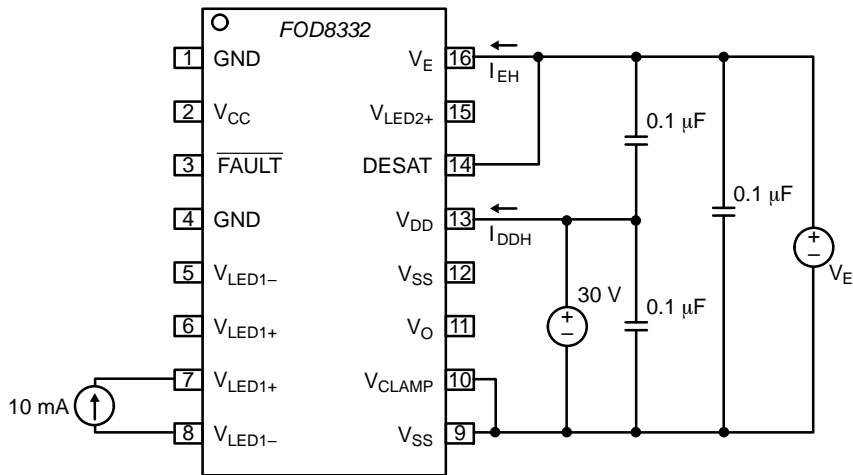 FOD8332
1 GND
2 VCC
3 FAULT
4 GND
5 VLED1–
6 VLED1+
7 VLED1+
8 VLED1–
VE 16
VLED2+ 15
DESAT 14
VDD 13
VSS 12
VO 11
VCLAMP 10
VSS 9
IEH
IDDH
10 mA
30 V
+
–
0.1 μF
0.1 μF
0.1 μF
+
–
VE